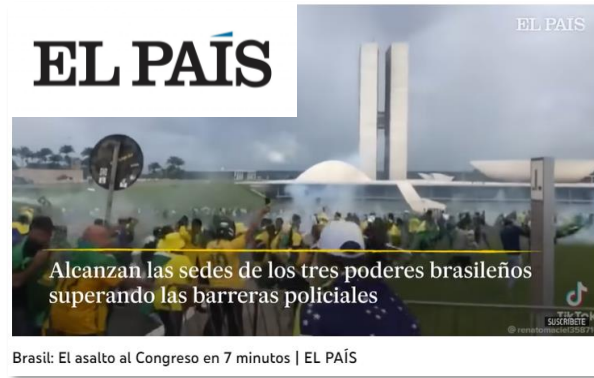 EL PAÍS
EL PAÍS
Alcanzan las sedes de los tres poderes brasileños
superando las barreras policiales
TikTok
SUSCRÍBETE
Brasil: El asalto al Congreso en 7 minutos | EL PAÍS